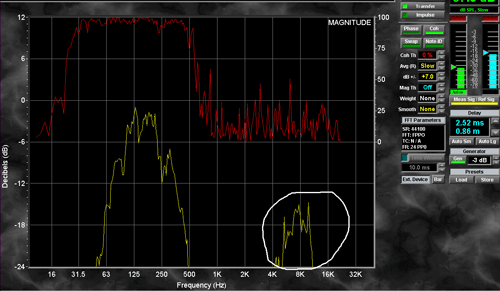 MAGNITUDE
12
6
0
-6
-12
-18
-24
100
75
50
25
0
Decibels (dB)
16
31.5
63
125
250
500
1K
2K
4K
8K
16K
32K
Frequency (Hz)
Transfer
Impulse
Phase
Coh
Swap
Note ID
Coh Th
0 %
Avg (R)
Slow
dB +/-
+7.0
Mag Th
Off
Weight
None
Smooth
None
FFT Parameters
SR: 44100
FFT: FPPO
TC: N/A
FR: 24 PPO
10.0 ms
Ext. Device
dB SPL, Slow
Meas Sig / Ref Sig
Delay
2.52 ms
0.86 m
Auto Sm
Auto Lg
Generator
Gen
-3 dB
Presets
Load
Store